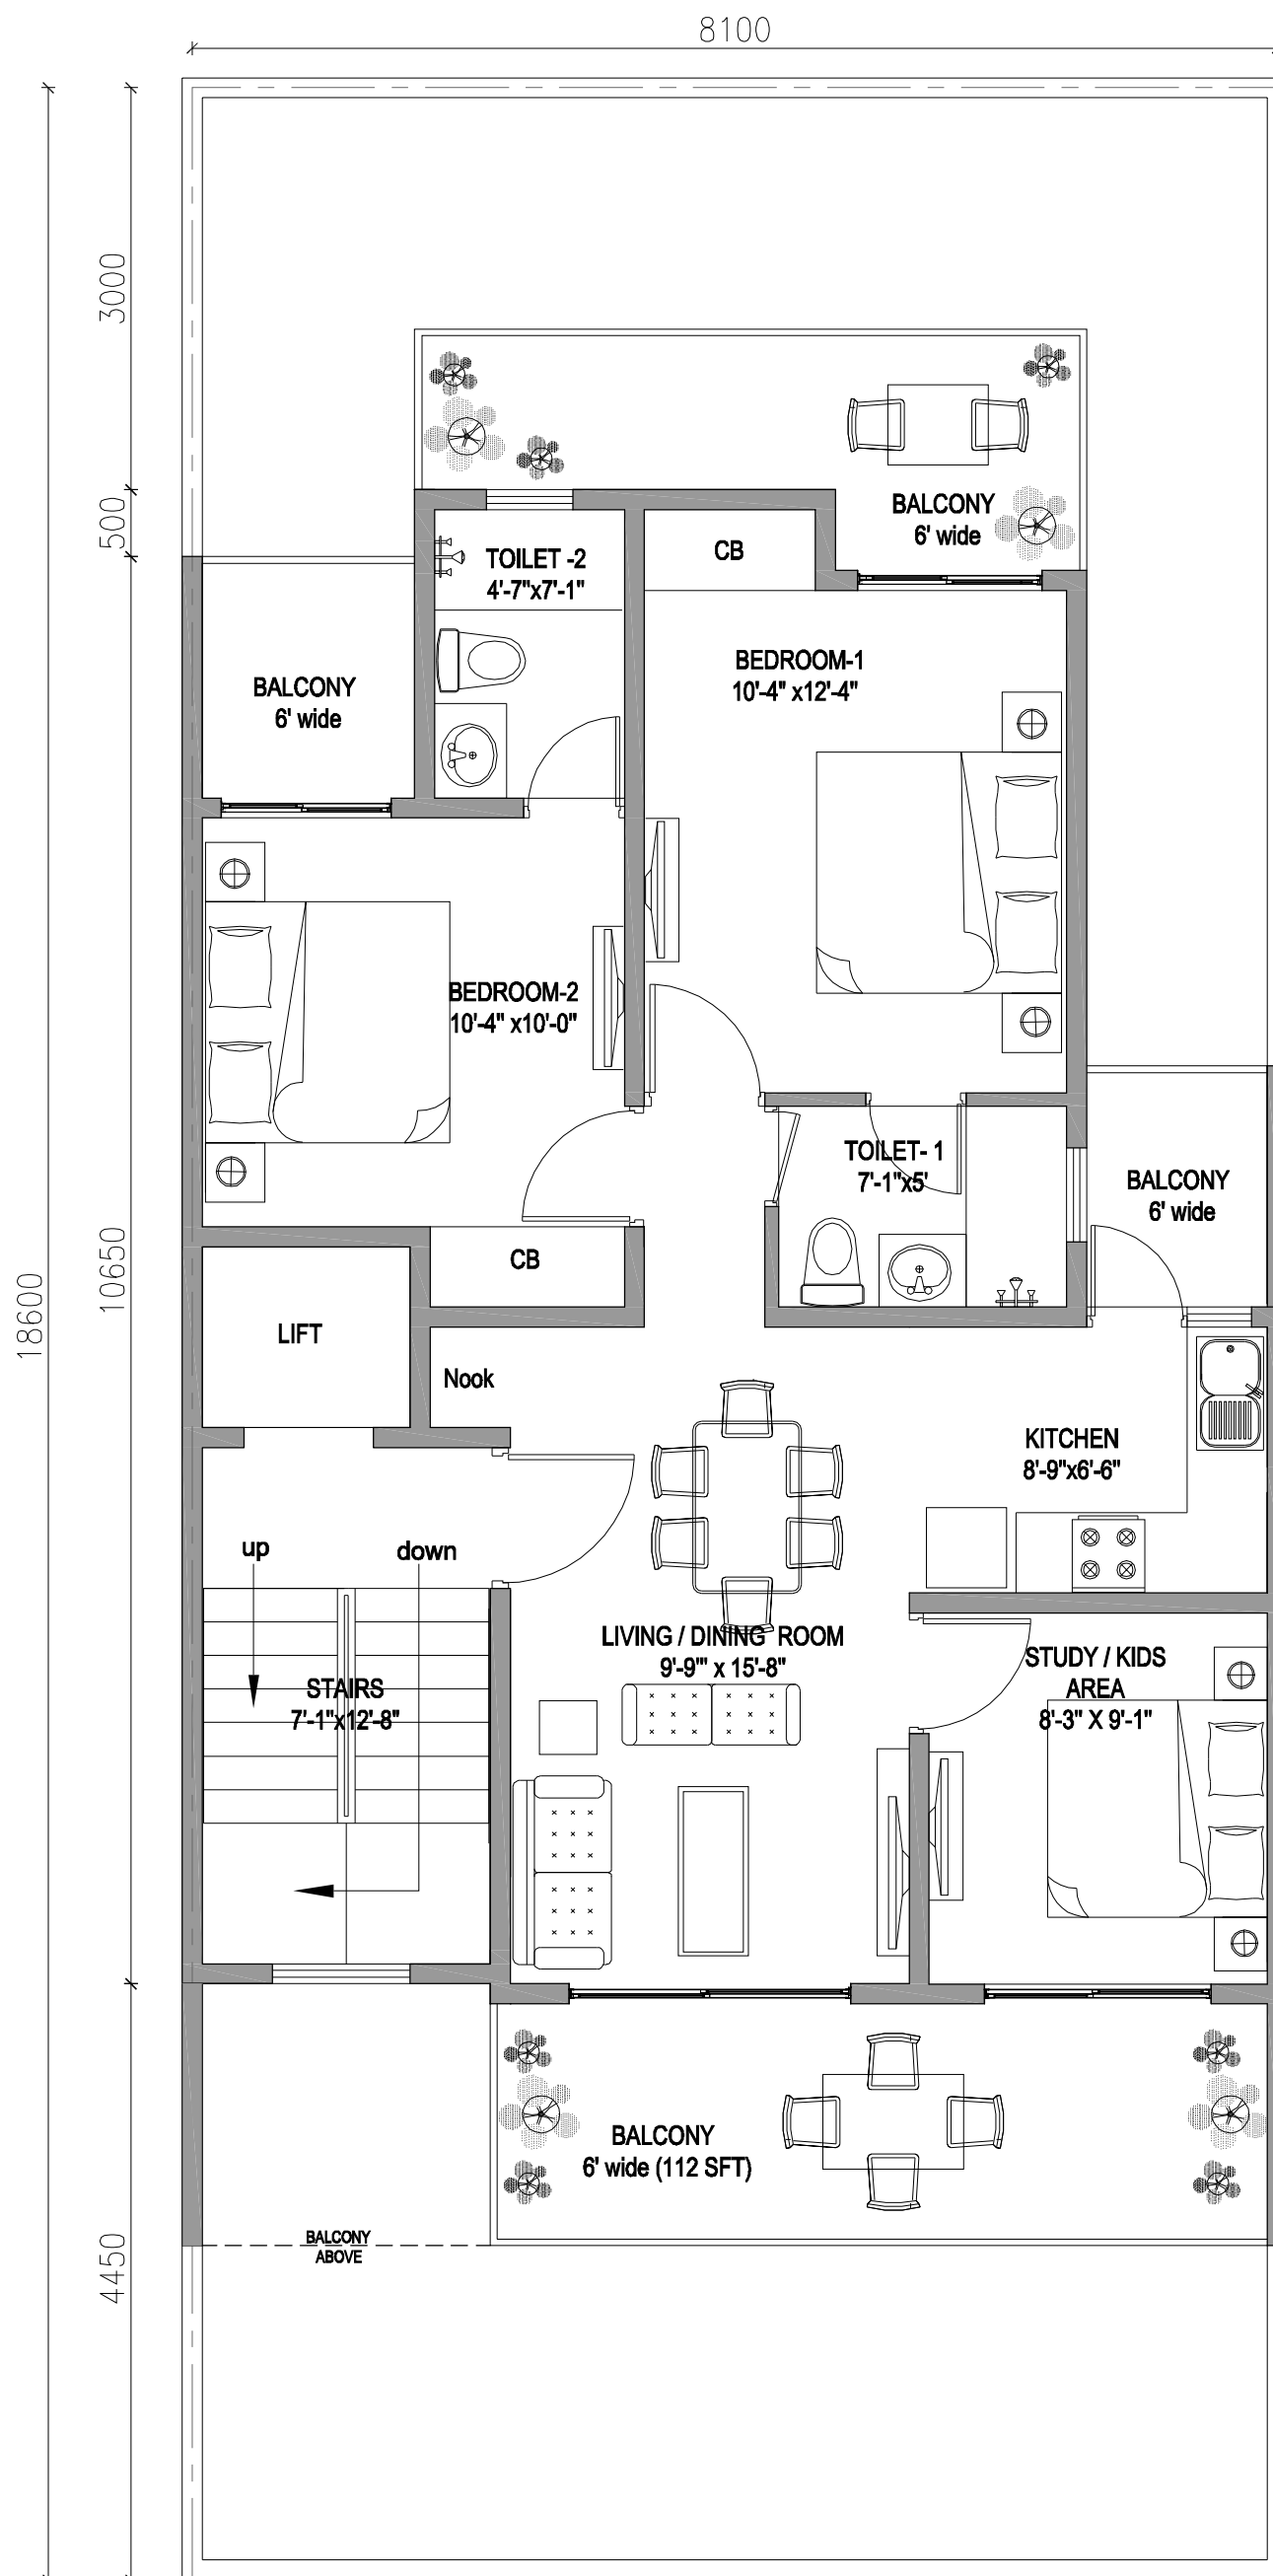 8100
3000
500
BALCONY
6' wide
TOILET -2
4'-7"x7'-1"
CB
BEDROOM-1
10'-4" x12'-4"
BALCONY
6' wide
BEDROOM-2
10'-4" x10'-0"
TOILET- 1
7'-1"x5'
BALCONY
6' wide
CB
10650
18600
LIFT
Nook
KITCHEN
8'-9"x6'-6"
up
down
LIVING / DINING ROOM
9'-9'" x 15'-8"
STUDY / KIDS
AREA
8'-3" X 9'-1"
STAIRS
7'-1"x12'-8"
BALCONY
6' wide (112 SFT)
BALCONY
ABOVE
4450